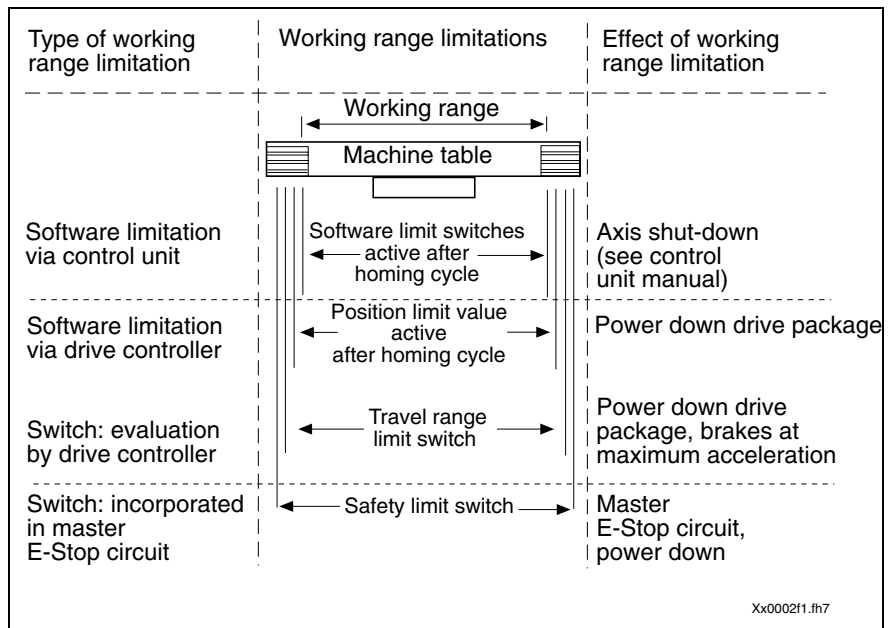 Type of working
range limitation
Working range limitations
Effect of working
range limitation
Working range
Machine table
Software limitation
via control unit
Software limit switches
active after
homing cycle
Axis shut-down
(see control
unit manual)
Software limitation
via drive controller
Position limit value
active
after homing cycle
Power down drive package
Switch: evaluation
by drive controller
Travel range
limit switch
Power down drive
package, brakes at
maximum acceleration
Switch: incorporated
in master
E-Stop circuit
Safety limit switch
Master
E-Stop circuit,
power down
Xx0002f1.fh7